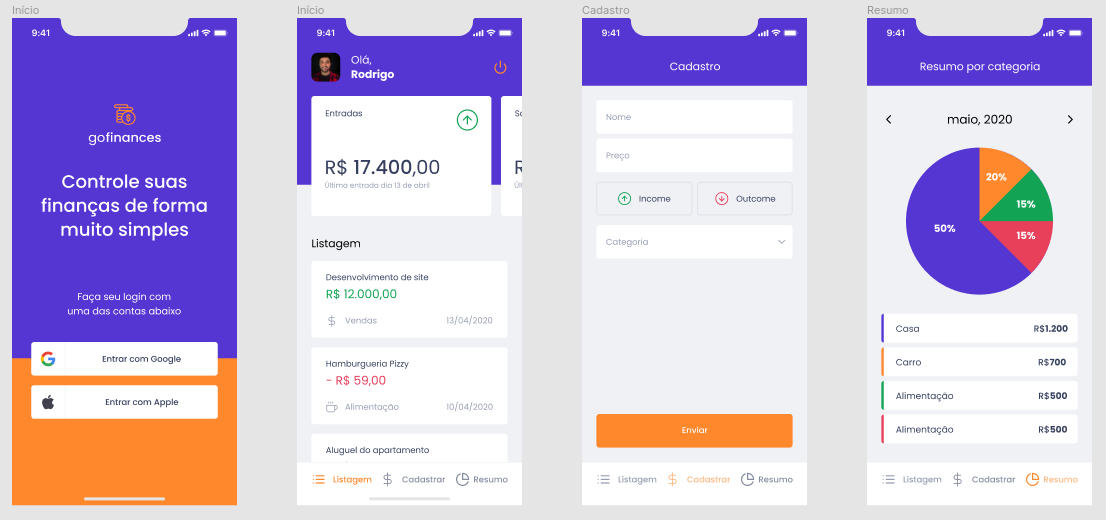 Início
9:41
gofinances
Controle suas
finanças de forma
muito simples
Faça seu login com
uma das contas abaixo
Entrar com Google
Entrar com Apple
Início
9:41
Olá,
Rodrigo
Entradas
R$ 17.400,00
Última entrada dia 13 de abril
Listagem
Desenvolvimento de site
R$ 12.000,00
Vendas 13/04/2020
Hamburgueria Pizzy
- R$ 59,00
Alimentação 10/04/2020
Aluguel do apartamento
Listagem Cadastrar Resumo
Cadastro
9:41
Cadastro
Nome
Preço
Income Outcome
Categoria
Enviar
Listagem Cadastrar Resumo
Resumo
9:41
Resumo por categoria
maio, 2020
20%
15%
15%
50%
Casa R$1.200
Carro R$700
Alimentação R$500
Alimentação R$500
Listagem Cadastrar Resumo